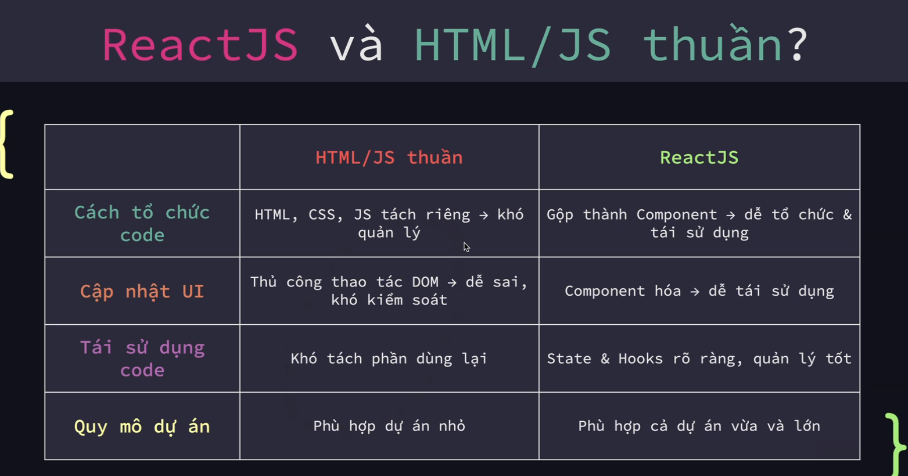 ReactJS và HTML/JS thuần?
{
HTML/JS thuần
ReactJS
Cách tổ chức
code
HTML, CSS, JS tách riêng → khó
quản lý
Gộp thành Component → dễ tổ chức &
tái sử dụng
Cập nhật UI
Thủ công thao tác DOM → dễ sai,
khó kiểm soát
Component hóa → dễ tái sử dụng
Tái sử dụng
code
Khó tách phần dùng lại
State & Hooks rõ ràng, quản lý tốt
Quy mô dự án
Phù hợp dự án nhỏ
Phù hợp cả dự án vừa và lớn
}